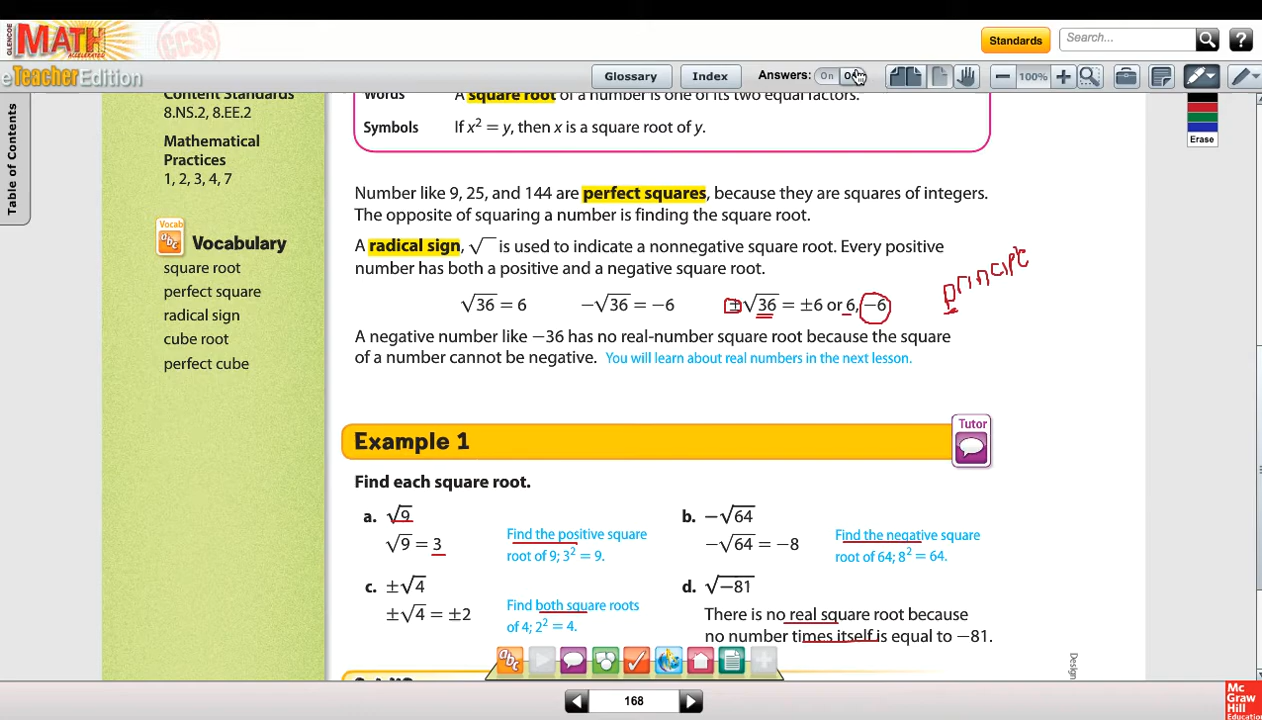 GLENCOE
MATH
ACCELERATED
CCSS
eTeacherEdition
Standards
Search...
?
Glossary
Index
Answers:
On
100%
Erase
Table of Contents
Content Standards
8.NS.2, 8.EE.2
Mathematical
Practices
1, 2, 3, 4, 7
Vocab
abc
Vocabulary
square root
perfect square
radical sign
cube root
perfect cube
Words A square root of a number is one of its two equal factors.
Symbols If x² = y, then x is a square root of y.
Number like 9, 25, and 144 are perfect squares, because they are squares of integers.
The opposite of squaring a number is finding the square root.
A radical sign, √ is used to indicate a nonnegative square root. Every positive
number has both a positive and a negative square root.
√36 = 6 −√36 = −6 ±√36 = ±6 or 6, −6
A negative number like −36 has no real-number square root because the square
of a number cannot be negative. You will learn about real numbers in the next lesson.
Example 1
Tutor
Find each square root.
a. √9
√9 = 3
Find the positive square
root of 9; 3² = 9.
b. −√64
−√64 = −8
Find the negative square
root of 64; 8² = 64.
c. ±√4
±√4 = ±2
Find both square roots
of 4; 2² = 4.
d. √−81
There is no real square root because
no number times itself is equal to −81.
abc
Design
168
Mc
Graw
Hill
Education